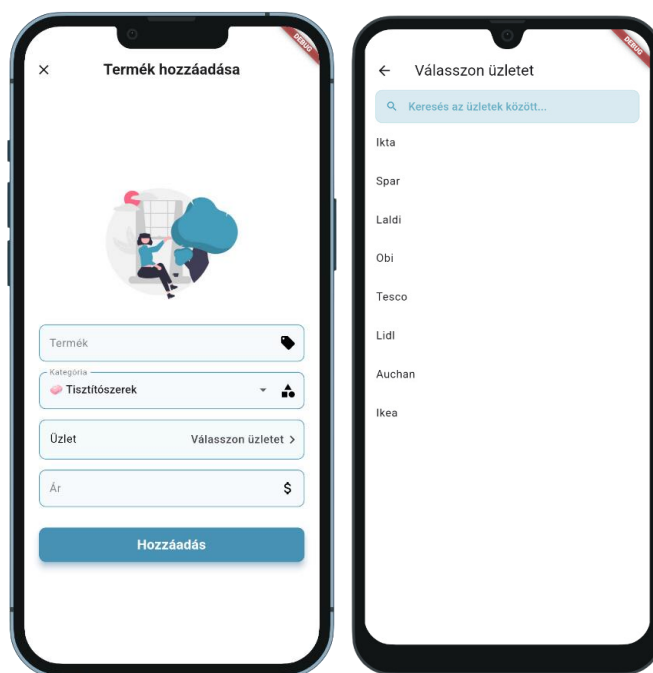 DEBUG
Termék hozzáadása
Termék
Kategória
Tisztítószerek
Üzlet Válasszon üzletet
Ár
Hozzáadás
DEBUG
Válasszon üzletet
Keresés az üzletek között...
Ikta
Spar
Laldi
Obi
Tesco
Lidl
Auchan
Ikea